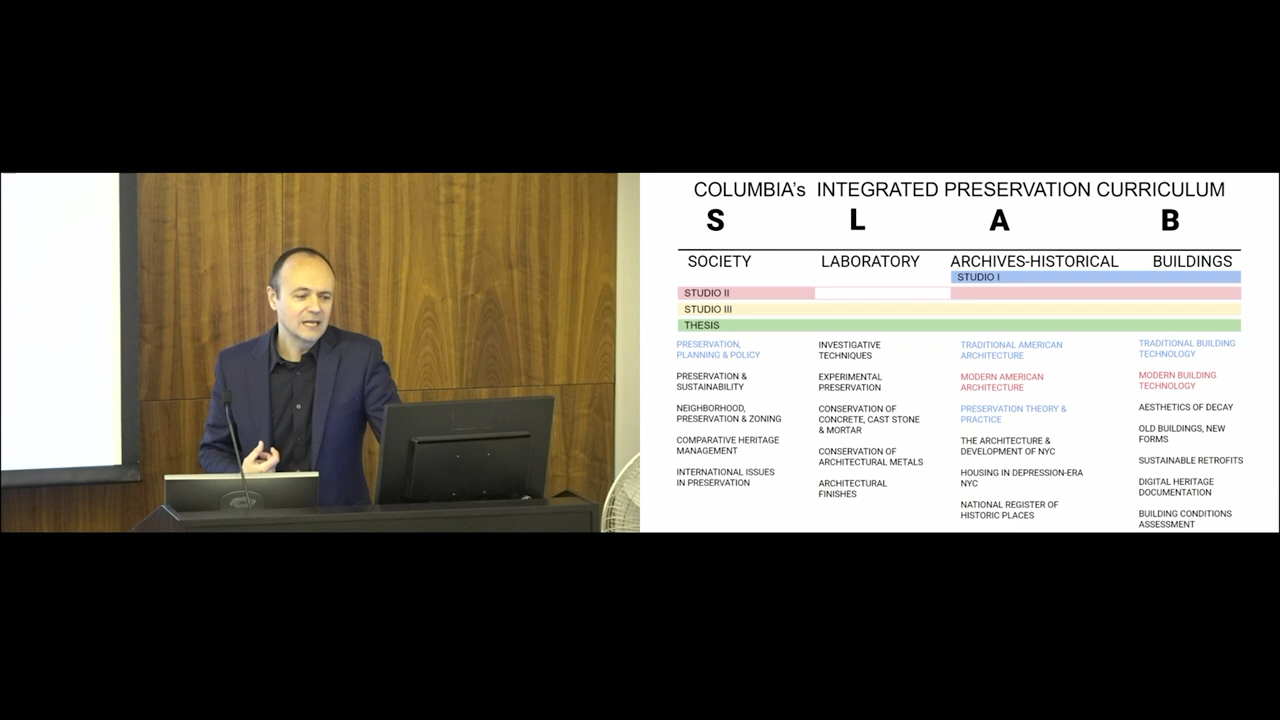 COLUMBIA's INTEGRATED PRESERVATION CURRICULUM
S L A B
SOCIETY LABORATORY ARCHIVES-HISTORICAL BUILDINGS
STUDIO I
STUDIO II
STUDIO III
THESIS
PRESERVATION,
PLANNING & POLICY
PRESERVATION &
SUSTAINABILITY
NEIGHBORHOOD,
PRESERVATION & ZONING
COMPARATIVE HERITAGE
MANAGEMENT
INTERNATIONAL ISSUES
IN PRESERVATION
INVESTIGATIVE
TECHNIQUES
EXPERIMENTAL
PRESERVATION
CONSERVATION OF
CONCRETE, CAST STONE
& MORTAR
CONSERVATION OF
ARCHITECTURAL METALS
ARCHITECTURAL
FINISHES
TRADITIONAL AMERICAN
ARCHITECTURE
MODERN AMERICAN
ARCHITECTURE
PRESERVATION THEORY &
PRACTICE
THE ARCHITECTURE &
DEVELOPMENT OF NYC
HOUSING IN DEPRESSION-ERA
NYC
NATIONAL REGISTER OF
HISTORIC PLACES
TRADITIONAL BUILDING
TECHNOLOGY
MODERN BUILDING
TECHNOLOGY
AESTHETICS OF DECAY
OLD BUILDINGS, NEW
FORMS
SUSTAINABLE RETROFITS
DIGITAL HERITAGE
DOCUMENTATION
BUILDING CONDITIONS
ASSESSMENT